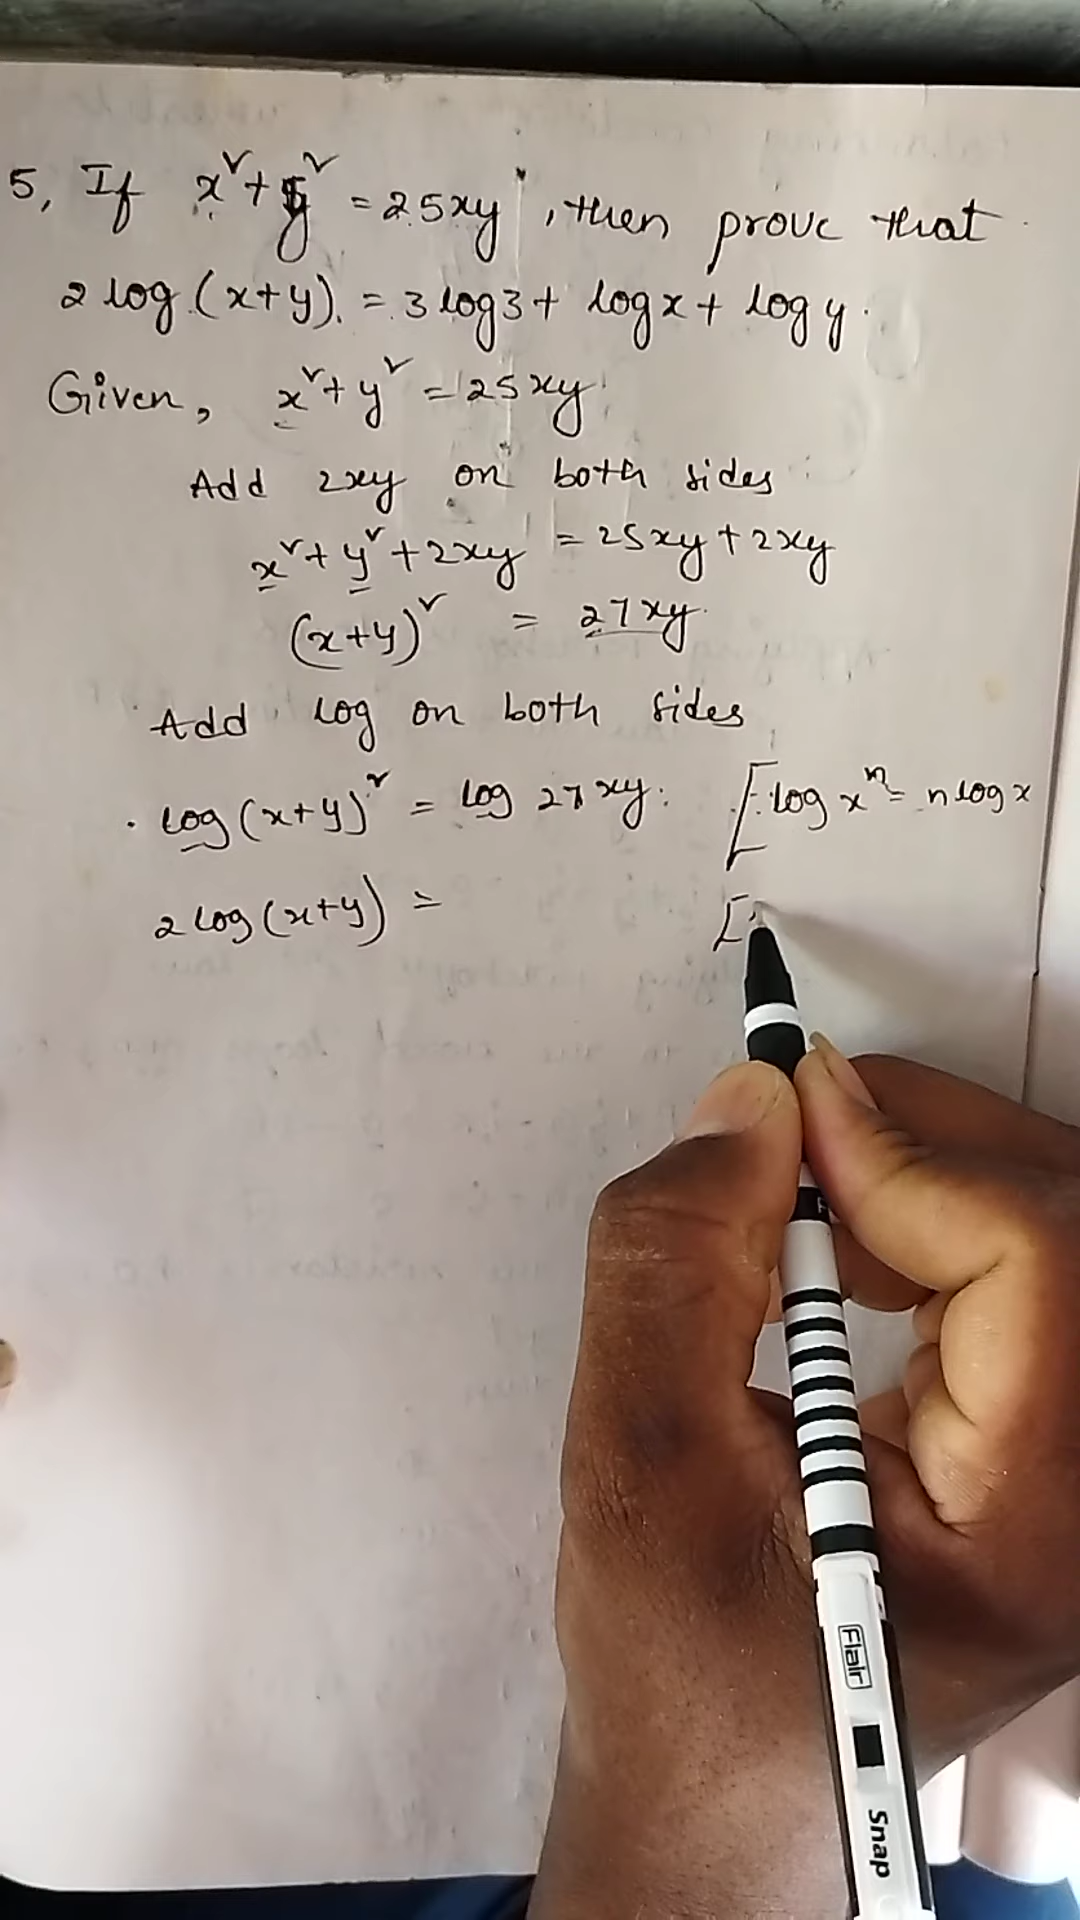 5, If x² + y² = 25xy, then prove that
2 log (x+y) = 3 log 3 + log x + log y.
Given, x² + y² = 25xy
Add 2xy on both sides
x² + y² + 2xy = 25xy + 2xy
(x+y)² = 27xy
Add log on both sides
log (x+y)² = log 27xy [∵ log xⁿ = n log x
2 log (x+y) = [
Flair
Snap